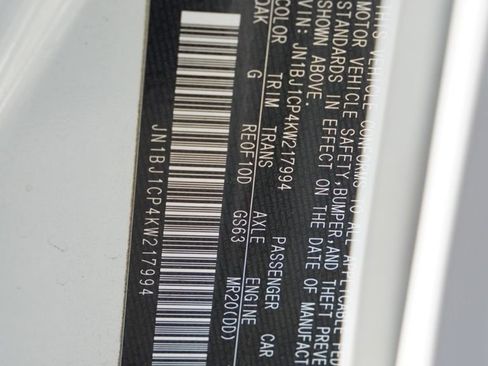 THIS VEHICLE CONFORMS TO ALL APPLICABLE FED
MOTOR VEHICLE SAFETY, BUMPER, AND THEFT PREVE
STANDARDS IN EFFECT ON THE DATE OF MANUFACT
SHOWN ABOVE.
VIN: JN1BJ1CP4KW217994 PASSENGER CAR
COLOR TRIM TRANS AXLE ENGINE
DAK G RE0F10D GS63 MR20(DD)
JN1BJ1CP4KW217994